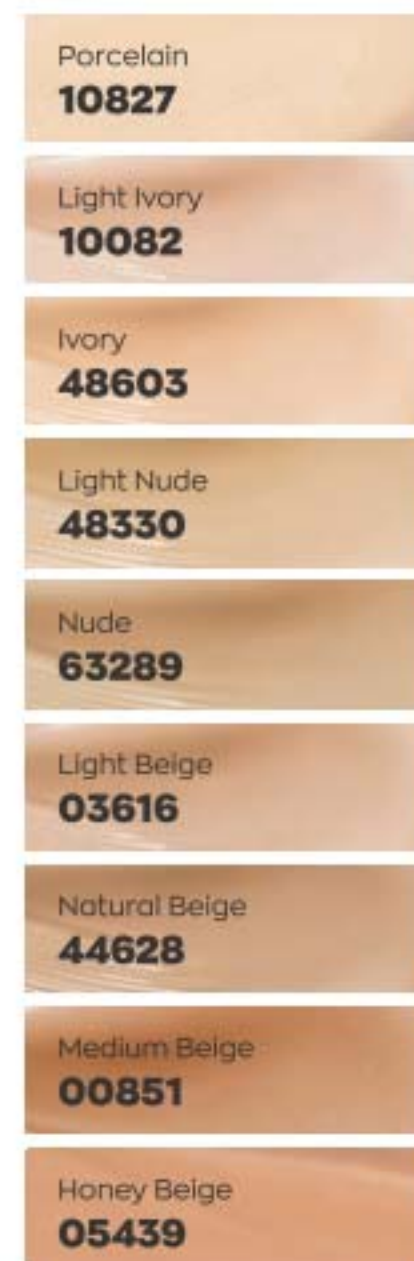 Porcelain
10827
Light Ivory
10082
Ivory
48603
Light Nude
48330
Nude
63289
Light Beige
03616
Natural Beige
44628
Medium Beige
00851
Honey Beige
05439